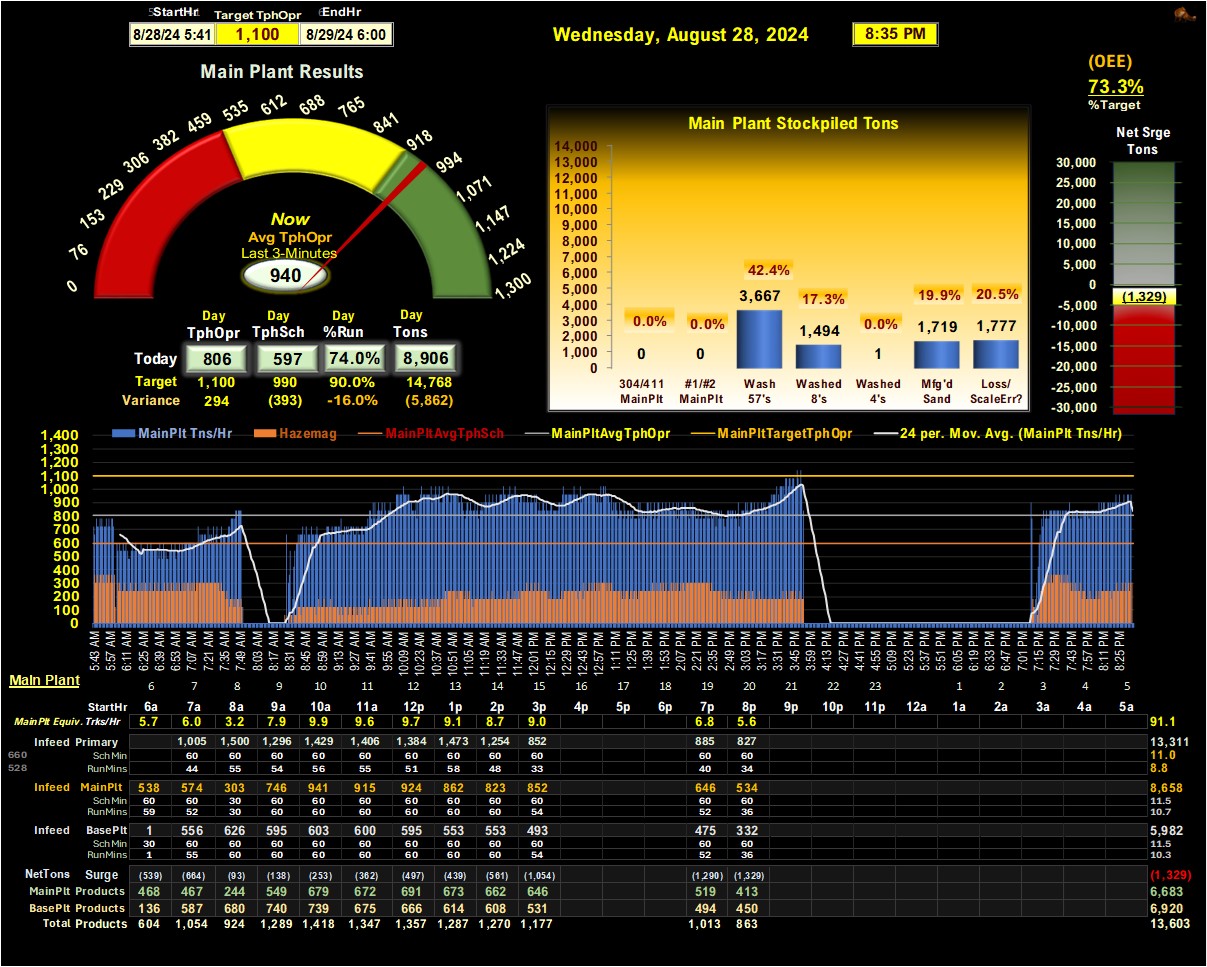 StartHr Target TphOpr EndHr
8/28/24 5:41 1,100 8/29/24 6:00
Wednesday, August 28, 2024 8:35 PM
(OEE)
73.3%
%Target
Main Plant Results
0 76 153 229 306 382 459 535 612 688 765 841 918 994 1,071 1,147 1,224 1,300
Now
Avg TphOpr
Last 3-Minutes
940
Day Day Day Day
TphOpr TphSch %Run Tons
Today 806 597 74.0% 8,906
Target 1,100 990 90.0% 14,768
Variance 294 (393) -16.0% (5,862)
Main Plant Stockpiled Tons
14,000
13,000
12,000
11,000
10,000
9,000
8,000
7,000
6,000
5,000
4,000
3,000
2,000
1,000
0
0.0% 0.0% 42.4% 17.3% 0.0% 19.9% 20.5%
0 0 3,667 1,494 1 1,719 1,777
304/411 #1/#2 Wash Washed Washed Mfg'd Loss/
MainPlt MainPlt 57's 8's 4's Sand ScaleErr?
Net Srge
Tons
30,000
25,000
20,000
15,000
10,000
5,000
0
(1,329)
-5,000
-10,000
-15,000
-20,000
-25,000
-30,000
MainPlt Tns/Hr Hazemag MainPltAvgTphSch MainPltAvgTphOpr MainPltTargetTphOpr 24 per. Mov. Avg. (MainPlt Tns/Hr)
1,400
1,300
1,200
1,100
1,000
900
800
700
600
500
400
300
200
100
0
5:43 AM 5:57 AM 6:11 AM 6:25 AM 6:39 AM 6:53 AM 7:07 AM 7:21 AM 7:35 AM 7:49 AM 8:03 AM 8:17 AM 8:31 AM 8:45 AM 8:59 AM 9:13 AM 9:27 AM 9:41 AM 9:55 AM 10:09 AM 10:23 AM 10:37 AM 10:51 AM 11:05 AM 11:19 AM 11:33 AM 11:47 AM 12:01 PM 12:15 PM 12:29 PM 12:43 PM 12:57 PM 1:11 PM 1:25 PM 1:39 PM 1:53 PM 2:07 PM 2:21 PM 2:35 PM 2:49 PM 3:03 PM 3:17 PM 3:31 PM 3:45 PM 3:59 PM 4:13 PM 4:27 PM 4:41 PM 4:55 PM 5:09 PM 5:23 PM 5:37 PM 5:51 PM 6:05 PM 6:19 PM 6:33 PM 6:47 PM 7:01 PM 7:15 PM 7:29 PM 7:43 PM 7:57 PM 8:11 PM 8:25 PM
Main Plant 6 7 8 9 10 11 12 13 14 15 16 17 18 19 20 21 22 23 1 2 3 4 5
StartHr 6a 7a 8a 9a 10a 11a 12p 1p 2p 3p 4p 5p 6p 7p 8p 9p 10p 11p 12a 1a 2a 3a 4a 5a
MainPlt Equiv. Trks/Hr 5.7 6.0 3.2 7.9 9.9 9.6 9.7 9.1 8.7 9.0 6.8 5.6 91.1
Infeed Primary 1,005 1,500 1,296 1,429 1,406 1,384 1,473 1,254 852 885 827 13,311
660 Sch Min 60 60 60 60 60 60 60 60 60 60 60 11.0
528 RunMins 44 55 54 56 55 51 58 48 33 40 34 8.8
Infeed MainPlt 538 574 303 746 941 915 924 862 823 852 646 534 8,658
Sch Min 60 60 30 60 60 60 60 60 60 60 60 60 11.5
RunMins 59 52 30 60 60 60 60 60 60 54 52 36 10.7
Infeed BasePlt 1 556 626 595 603 600 595 553 553 493 475 332 5,982
Sch Min 30 60 60 60 60 60 60 60 60 60 60 60 11.5
RunMins 1 55 60 60 60 60 60 60 60 54 52 36 10.3
NetTons Surge (539) (664) (93) (138) (253) (362) (497) (439) (561) (1,054) (1,290) (1,329) (1,329)
MainPlt Products 468 467 244 549 679 672 691 673 662 646 519 413 6,683
BasePlt Products 136 587 680 740 739 675 666 614 608 531 494 450 6,920
Total Products 604 1,054 924 1,289 1,418 1,347 1,357 1,287 1,270 1,177 1,013 863 13,603